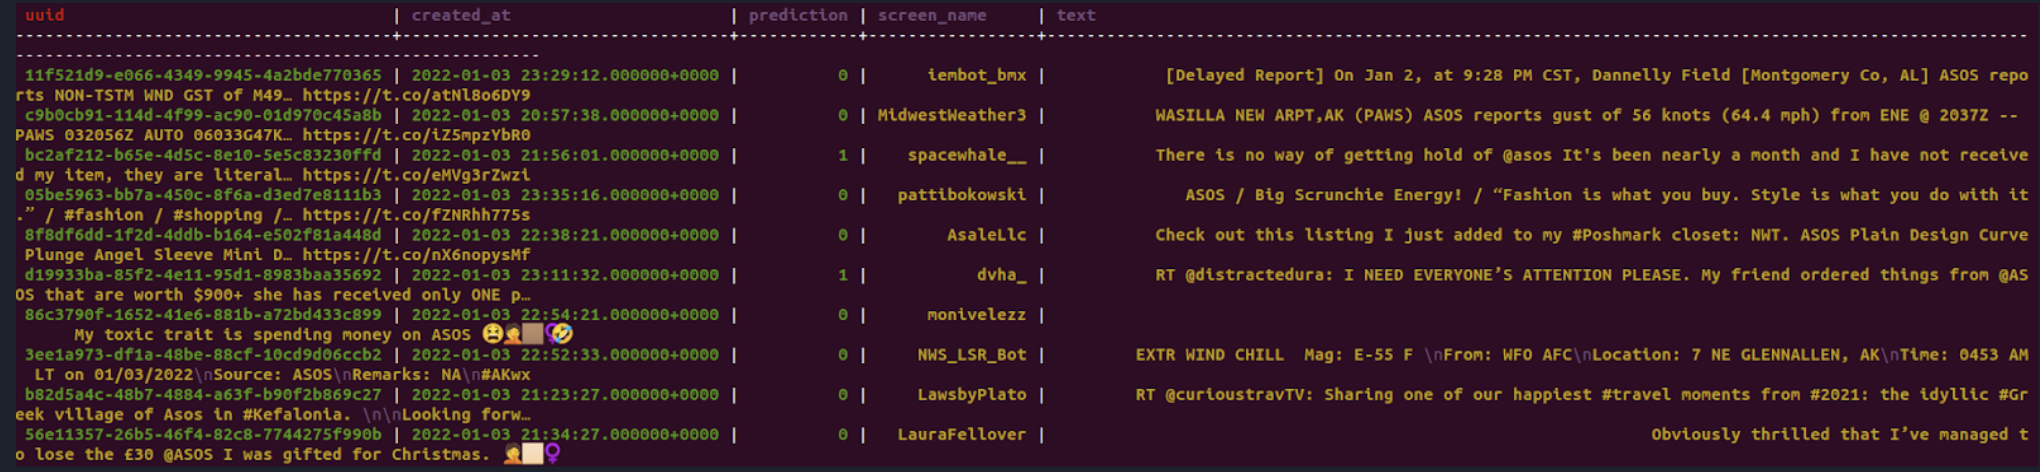 uuid | created_at | prediction | screen_name | text
--------------------------------------+---------------------------------+------------+----------------+----------------------------------------------------------------------------------------------------
-----------------------------------------------------
11f521d9-e066-4349-9945-4a2bde770365 | 2022-01-03 23:29:12.000000+0000 | 0 | iembot_bmx | [Delayed Report] On Jan 2, at 9:28 PM CST, Dannelly Field [Montgomery Co, AL] ASOS repo
rts NON-TSTM WND GST of M49… https://t.co/atNl8o6DY9
c9b0cb91-114d-4f99-ac90-01d970c45a8b | 2022-01-03 20:57:38.000000+0000 | 0 | MidwestWeather3 | WASILLA NEW ARPT,AK (PAWS) ASOS reports gust of 56 knots (64.4 mph) from ENE @ 2037Z --
PAWS 032056Z AUTO 06033G47K… https://t.co/iZ5mpzYbR0
bc2af212-b65e-4d5c-8e10-5e5c83230ffd | 2022-01-03 21:56:01.000000+0000 | 1 | spacewhale__ | There is no way of getting hold of @asos It's been nearly a month and I have not receive
d my item, they are literal… https://t.co/eMVg3rZwzi
05be5963-bb7a-450c-8f6a-d3ed7e8111b3 | 2022-01-03 23:35:16.000000+0000 | 0 | pattibokowski | ASOS / Big Scrunchie Energy! / “Fashion is what you buy. Style is what you do with it
.” / #fashion / #shopping /… https://t.co/fZNRhh775s
8f8df6dd-1f2d-4ddb-b164-e502f81a448d | 2022-01-03 22:38:21.000000+0000 | 0 | AsaleLlc | Check out this listing I just added to my #Poshmark closet: NWT. ASOS Plain Design Curve
Plunge Angel Sleeve Mini D… https://t.co/nX6nopysMf
d19933ba-85f2-4e11-95d1-8983baa35692 | 2022-01-03 23:11:32.000000+0000 | 1 | dvha_ | RT @distractedura: I NEED EVERYONE’S ATTENTION PLEASE. My friend ordered things from @AS
OS that are worth $900+ she has received only ONE p…
86c3790f-1652-41e6-881b-a72bd433c899 | 2022-01-03 22:54:21.000000+0000 | 0 | monivelezz |
My toxic trait is spending money on ASOS 😫🤦🏽‍♀🤣
3ee1a973-df1a-48be-88cf-10cd9d06ccb2 | 2022-01-03 22:52:33.000000+0000 | 0 | NWS_LSR_Bot | EXTR WIND CHILL  Mag: E-55 F \nFrom: WFO AFC\nLocation: 7 NE GLENNALLEN, AK\nTime: 0453 AM
LT on 01/03/2022\nSource: ASOS\nRemarks: NA\n#AKwx
b82d5a4c-48b7-4884-a63f-b90f2b869c27 | 2022-01-03 21:23:27.000000+0000 | 0 | LawsbyPlato | RT @curioustravTV: Sharing one of our happiest #travel moments from #2021: the idyllic #Gr
eek village of Asos in #Kefalonia. \n\nLooking forw…
56e11357-26b5-46f4-82c8-7744275f990b | 2022-01-03 21:34:27.000000+0000 | 0 | LauraFellover | Obviously thrilled that I’ve managed t
o lose the £30 @ASOS I was gifted for Christmas. 🤦🏻‍♀